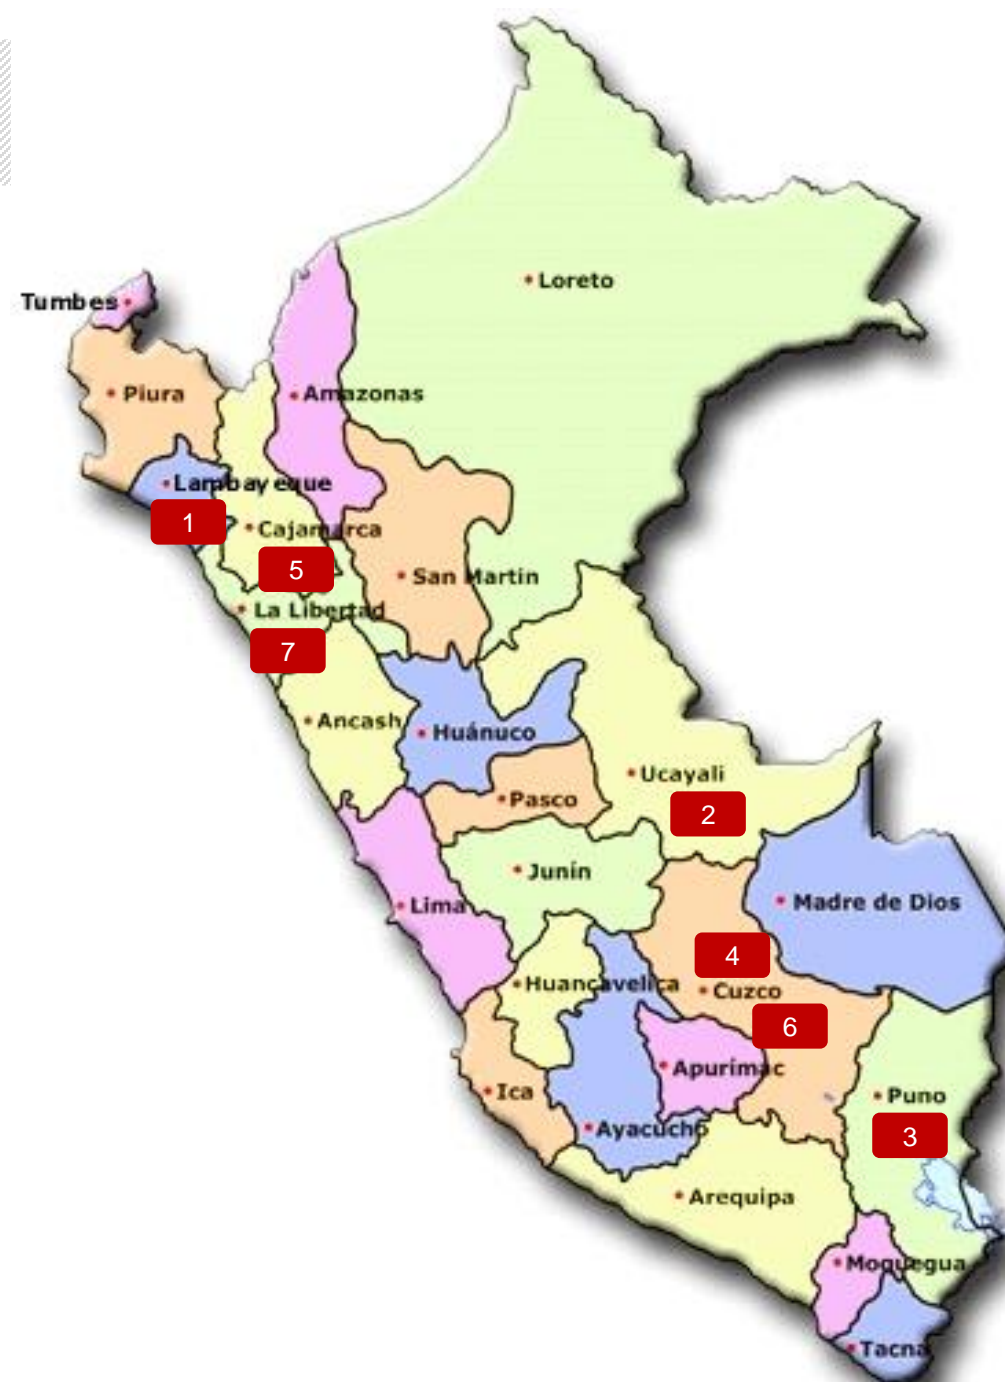 Loreto
Tumbes
Piura
Amazonas
Lambayeque
1
Cajamarca
5
San Martin
La Libertad
7
Ancash
Huánuco
Ucayali
Pasco
2
Junín
Madre de Dios
Lima
4
Huancavelica
Cuzco
6
Apurímac
Ica
Puno
Ayacucho
3
Arequipa
Moquegua
Tacna